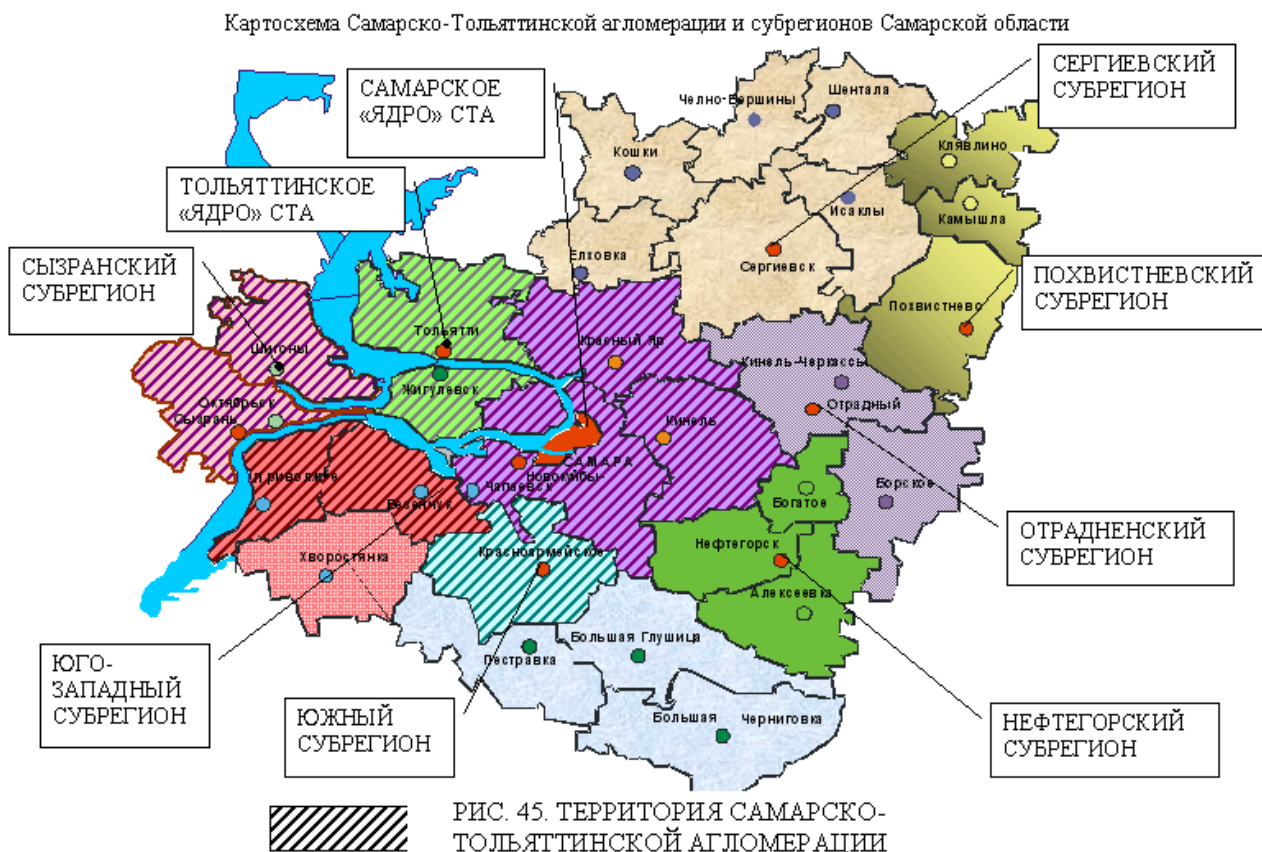 Картосхема Самарско-Тольяттинской агломерации и субрегионов Самарской области
САМАРСКОЕ
«ЯДРО» СТА
СЕРГИЕВСКИЙ
СУБРЕГИОН
ТОЛЬЯТТИНСКОЕ
«ЯДРО» СТА
СЫЗРАНСКИЙ
СУБРЕГИОН
ПОХВИСТНЕВСКИЙ
СУБРЕГИОН
Челно-Вершины
Шентала
Клявлино
Кошки
Камышла
Исаклы
Елховка
Сергиевск
Похвистнево
Тольятти
Красный Яр
Шигоны
Кинель-Черкассы
Жигулевск
Октябрьск
Отрадный
Сызрань
Кинель
САМАРА
Новокуйбы-
Чапаевск
Безенчук
Богатое
Борское
Хворостянка
Красноармейское
Нефтегорск
Алексеевка
ОТРАДНЕНСКИЙ
СУБРЕГИОН
Большая Глушица
Пестравка
Большая Черниговка
ЮГО-
ЗАПАДНЫЙ
СУБРЕГИОН
ЮЖНЫЙ
СУБРЕГИОН
НЕФТЕГОРСКИЙ
СУБРЕГИОН
РИС. 45. ТЕРРИТОРИЯ САМАРСКО-
ТОЛЬЯТТИНСКОЙ АГЛОМЕРАЦИИ